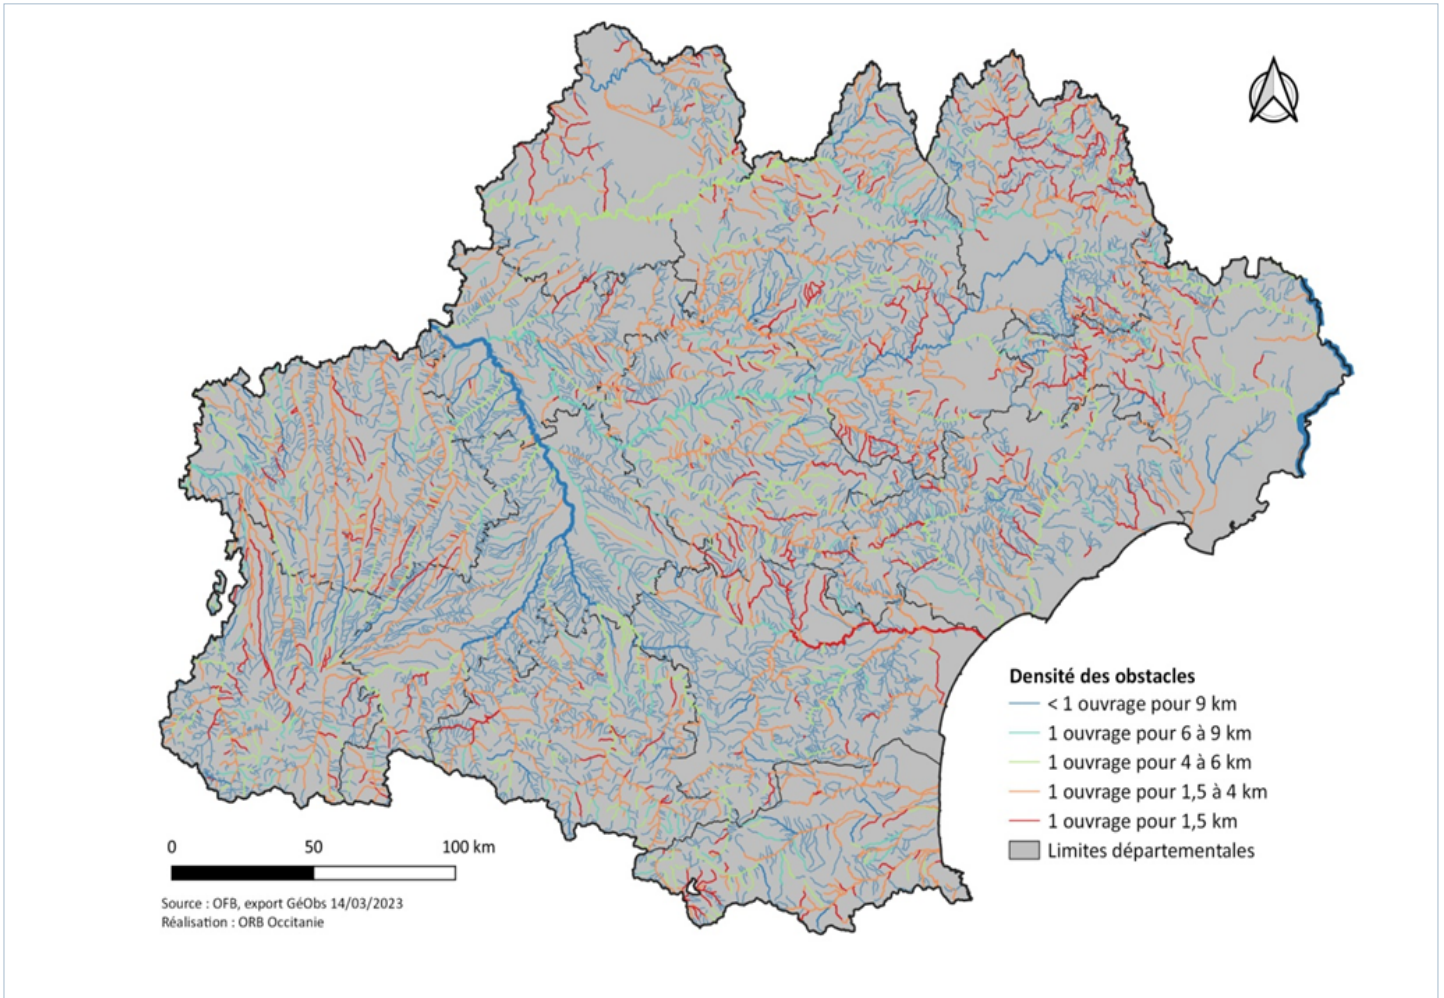 Densité des obstacles
< 1 ouvrage pour 9 km
1 ouvrage pour 6 à 9 km
1 ouvrage pour 4 à 6 km
1 ouvrage pour 1,5 à 4 km
1 ouvrage pour 1,5 km
Limites départementales
0 50 100 km
Source : OFB, export GéObs 14/03/2023
Réalisation : ORB Occitanie